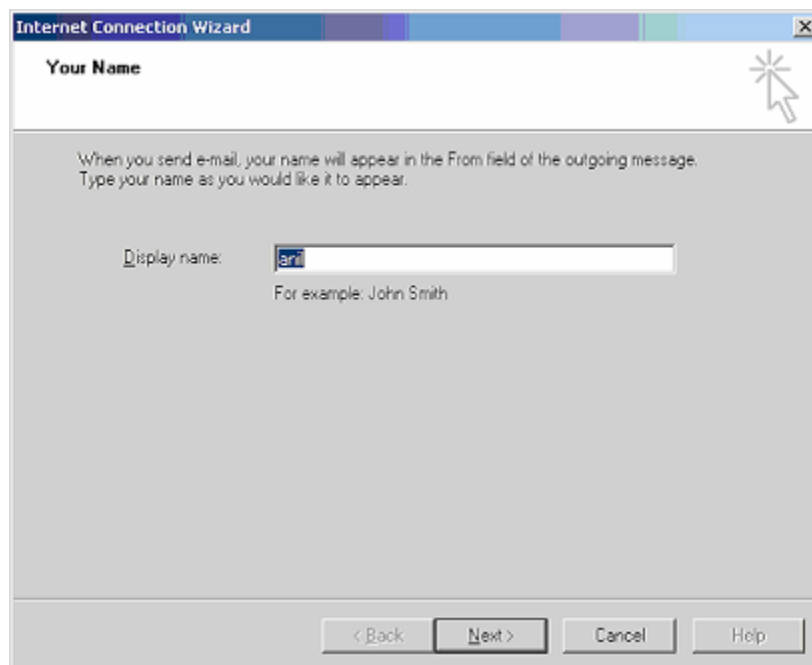 Internet Connection Wizard
Your Name
When you send e-mail, your name will appear in the From field of the outgoing message.
Type your name as you would like it to appear.
Display name: anil
For example: John Smith
< Back Next > Cancel Help